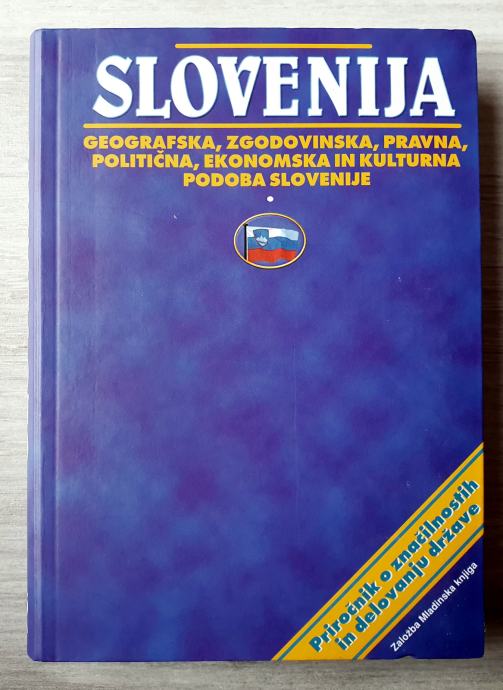 SLOVENIJA
GEOGRAFSKA, ZGODOVINSKA, PRAVNA,
POLITIČNA, EKONOMSKA IN KULTURNA
PODOBA SLOVENIJE
Priročnik o značilnostih
in delovanju države
Založba Mladinska knjiga